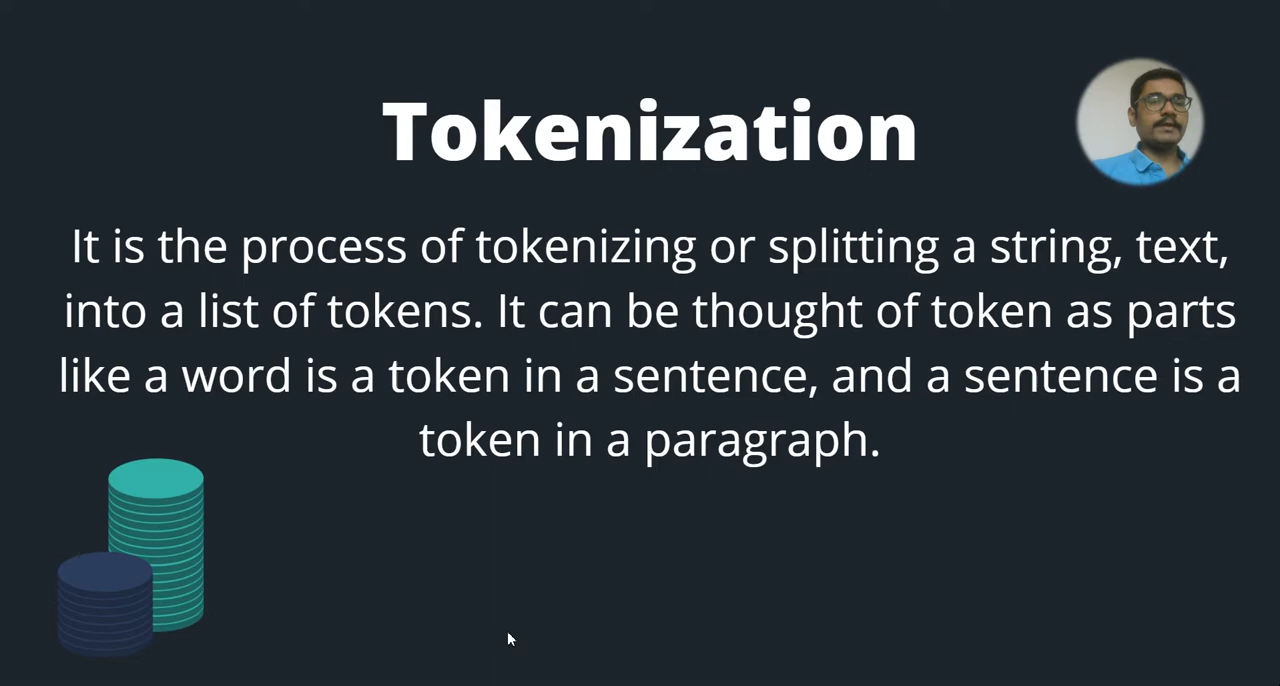 Tokenization
It is the process of tokenizing or splitting a string, text,
into a list of tokens. It can be thought of token as parts
like a word is a token in a sentence, and a sentence is a
token in a paragraph.